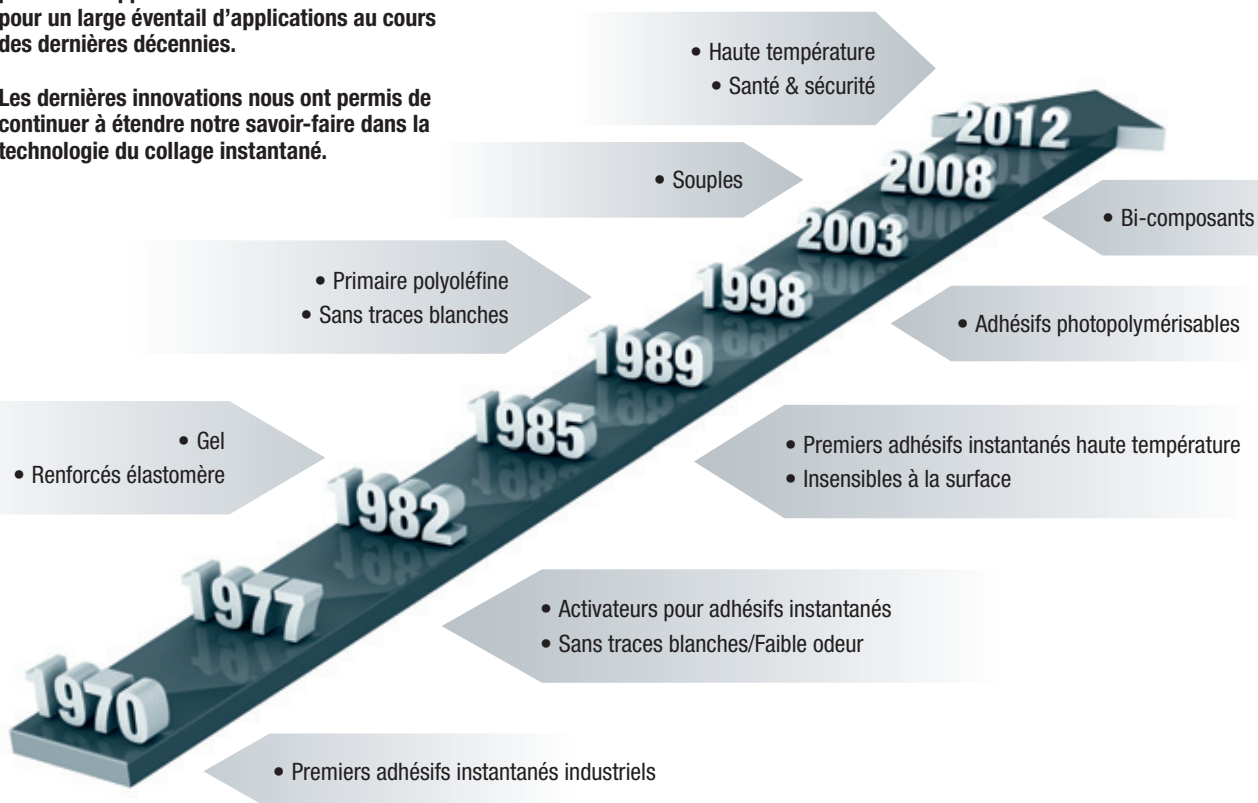 pour un large éventail d'applications au cours
des dernières décennies.
Les dernières innovations nous ont permis de
continuer à étendre notre savoir-faire dans la
technologie du collage instantané.
• Haute température
• Santé & sécurité
2012
• Souples
2008
• Bi-composants
2003
• Primaire polyoléfine
• Sans traces blanches
1998
• Adhésifs photopolymérisables
1989
• Gel
• Renforcés élastomère
1985
• Premiers adhésifs instantanés haute température
• Insensibles à la surface
1982
1977
• Activateurs pour adhésifs instantanés
• Sans traces blanches/Faible odeur
1970
• Premiers adhésifs instantanés industriels